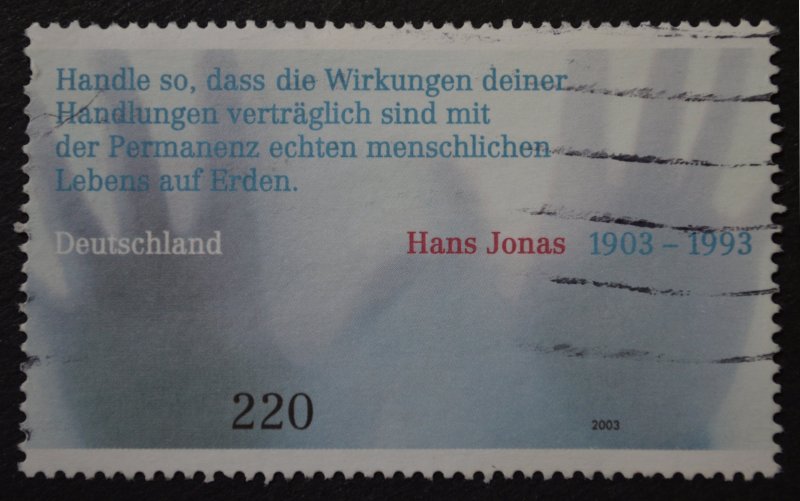 Handle so, dass die Wirkungen deiner
Handlungen verträglich sind mit
der Permanenz echten menschlichen
Lebens auf Erden.
Deutschland
Hans Jonas 1903 – 1993
220
2003